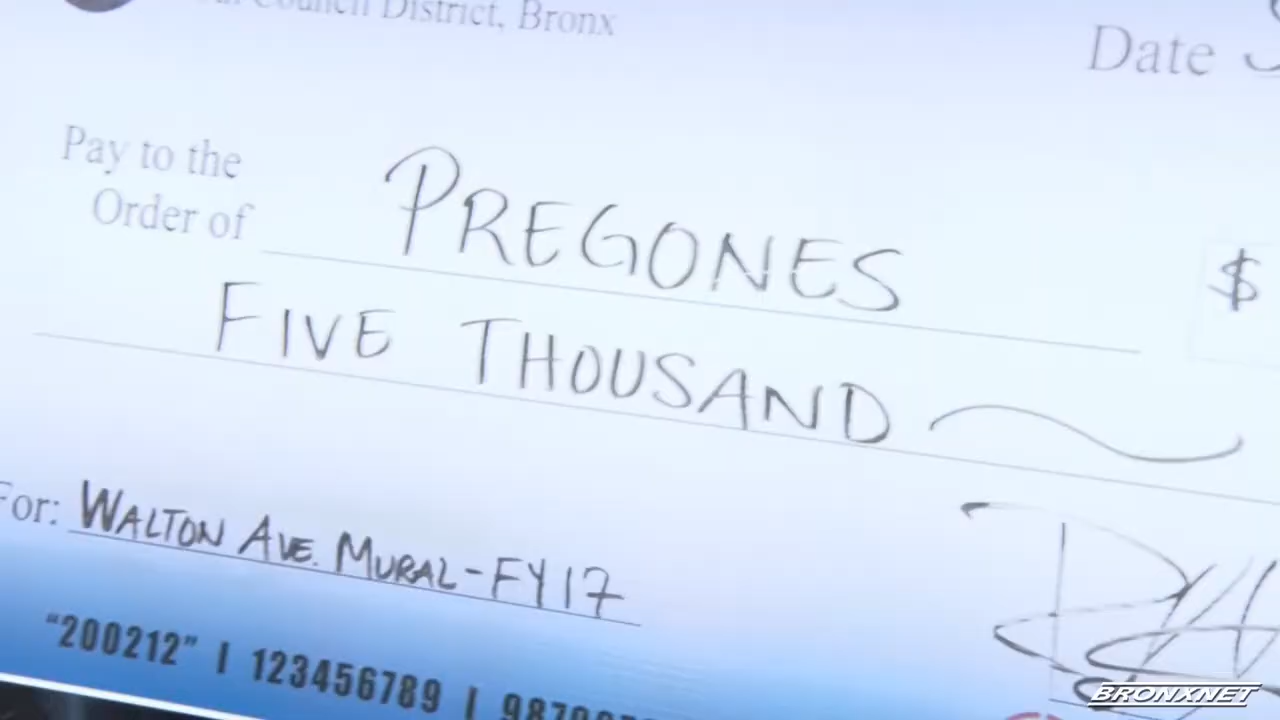 Council District, Bronx
Date
Pay to the
Order of
PREGONES
$
FIVE THOUSAND
For: WALTON AVE. MURAL-FY17
"200212" | 123456789 |
BRONXNET